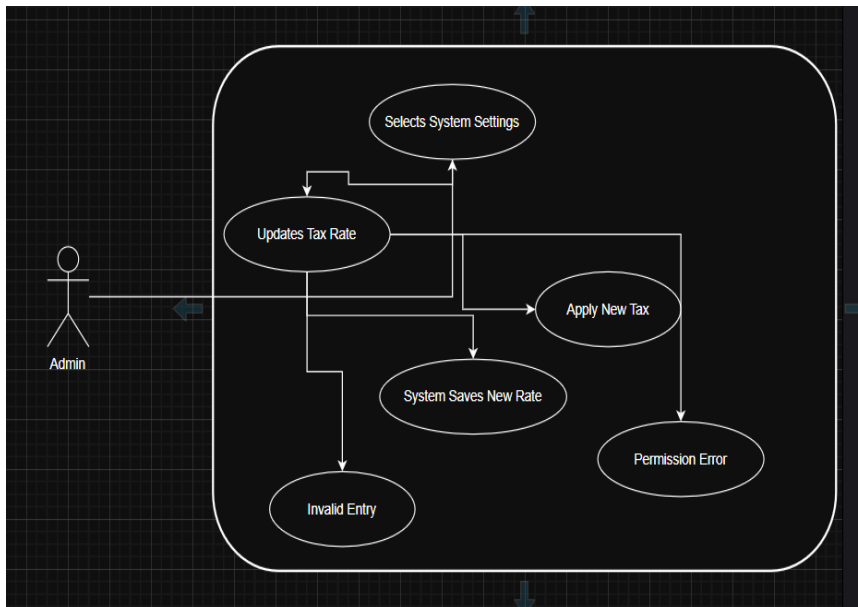 Selects System Settings
Updates Tax Rate
Apply New Tax
Admin
System Saves New Rate
Permission Error
Invalid Entry